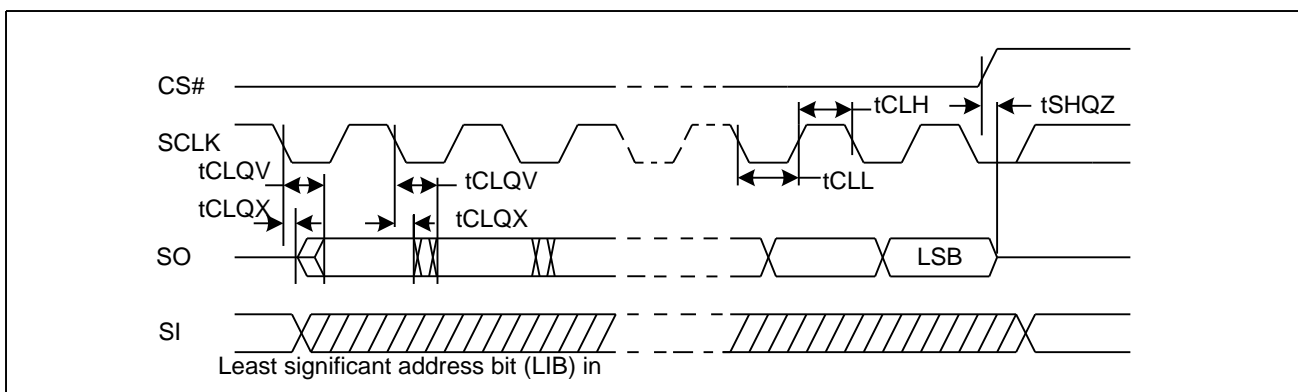 CS#
tCLH
tSHQZ
SCLK
tCLQV
tCLQV
tCLL
tCLQX
tCLQX
SO
LSB
SI
Least significant address bit (LIB) in